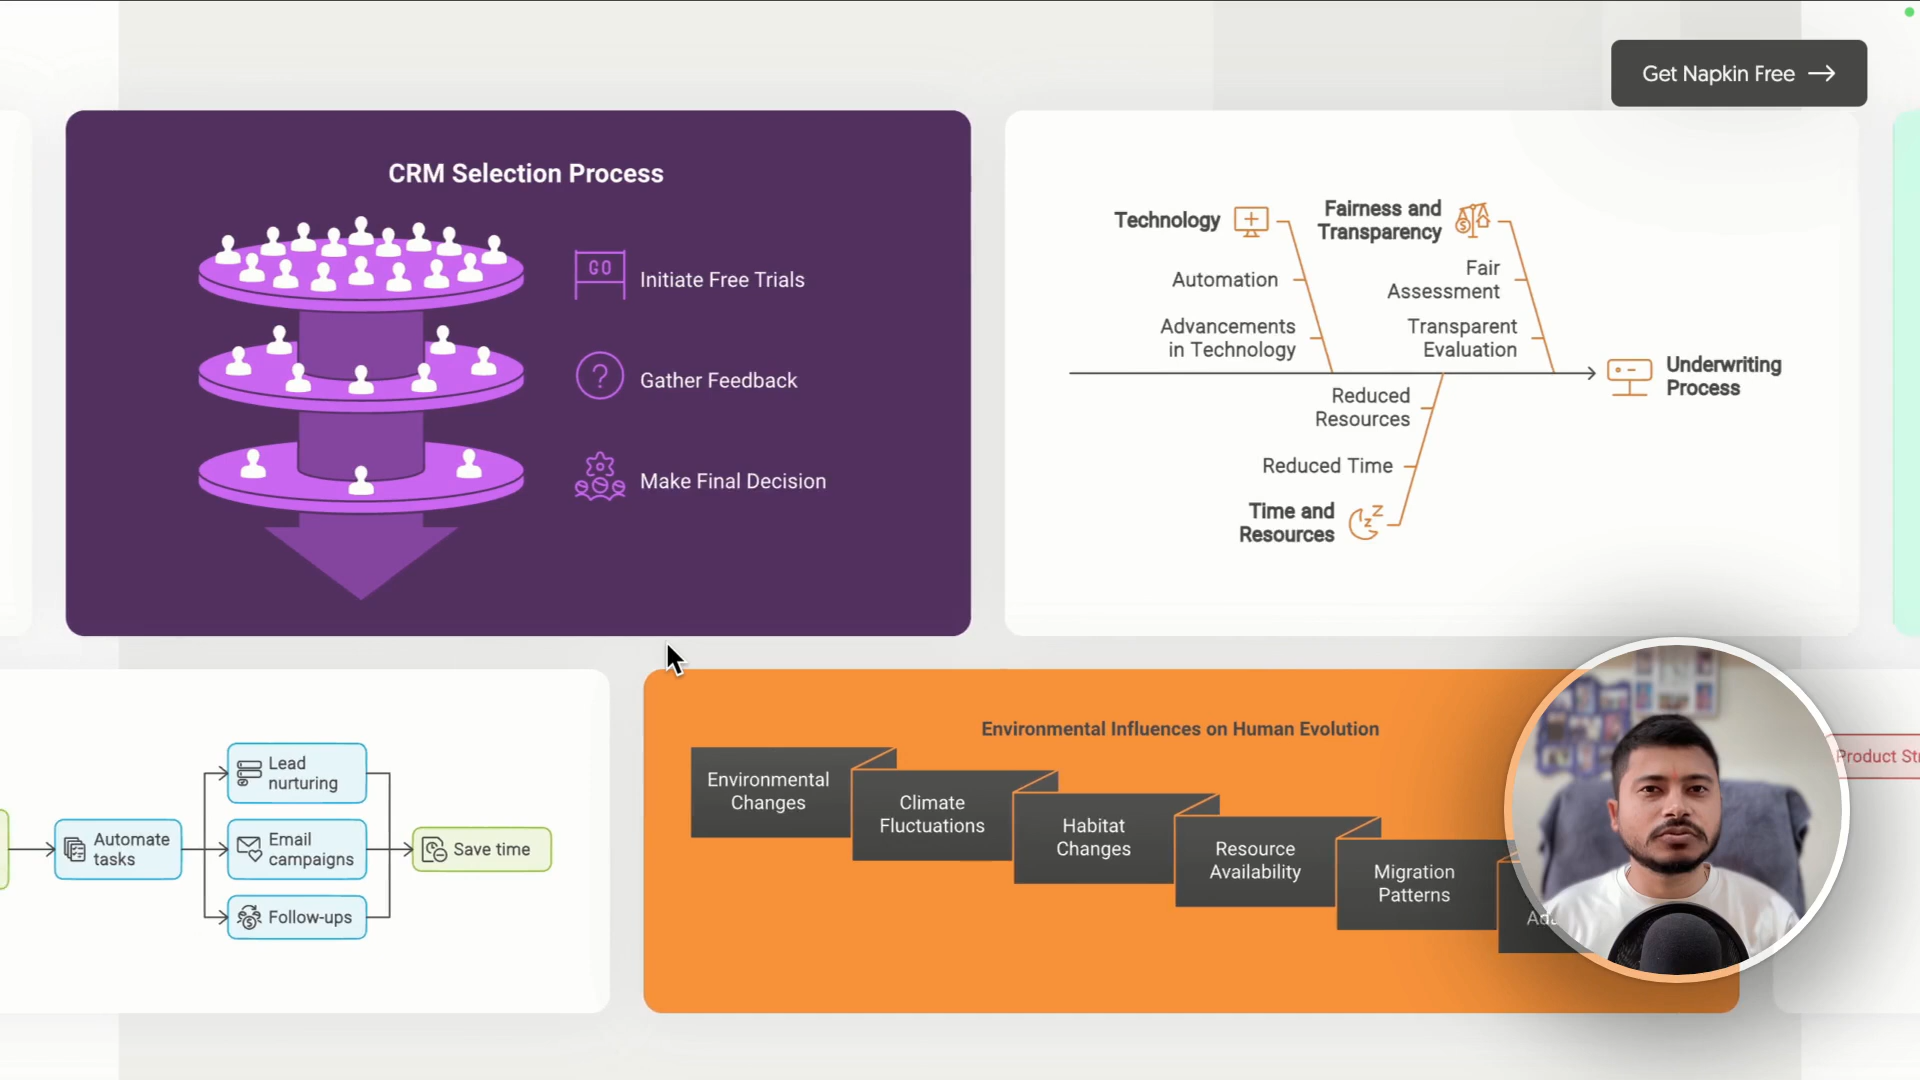 Get Napkin Free
CRM Selection Process
GO
Initiate Free Trials
?
Gather Feedback
Make Final Decision
Technology
Automation
Advancements
in Technology
Fairness and
Transparency
Fair
Assessment
Transparent
Evaluation
Underwriting
Process
Reduced
Resources
Reduced Time
Time and
Resources
Automate
tasks
Lead
nurturing
Email
campaigns
Follow-ups
Save time
Environmental Influences on Human Evolution
Environmental
Changes
Climate
Fluctuations
Habitat
Changes
Resource
Availability
Migration
Patterns
Product